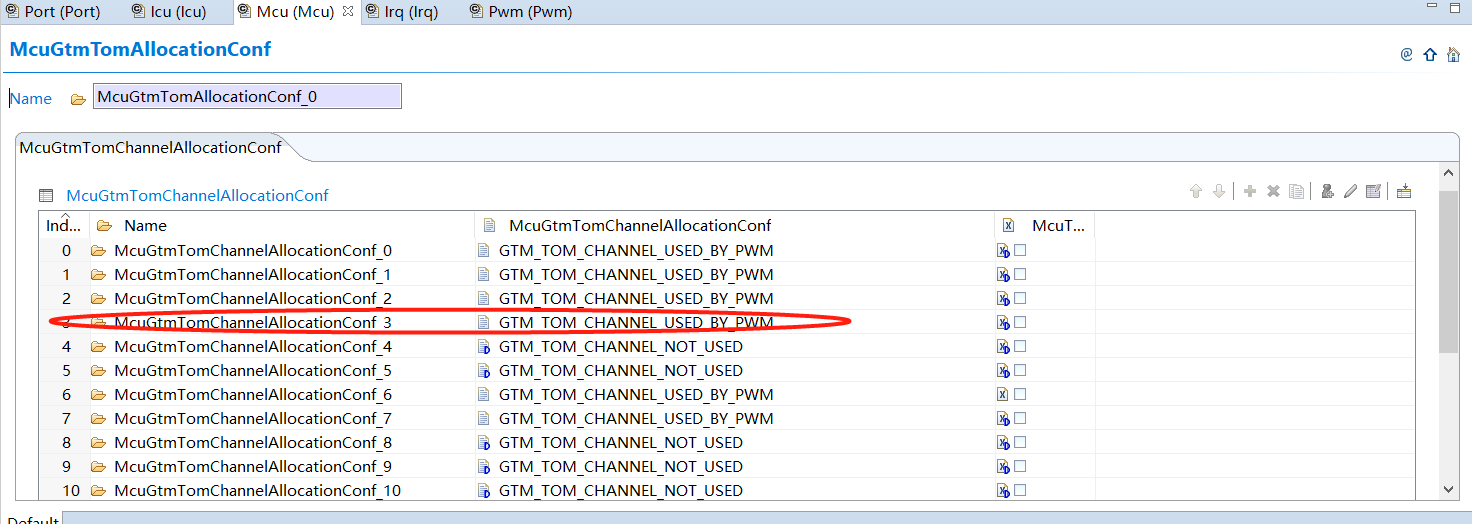 Port (Port) Icu (Icu) Mcu (Mcu) Irq (Irq) Pwm (Pwm)
McuGtmTomAllocationConf
Name McuGtmTomAllocationConf_0
McuGtmTomChannelAllocationConf
McuGtmTomChannelAllocationConf
Ind... Name McuGtmTomChannelAllocationConf McuT...
0 McuGtmTomChannelAllocationConf_0 GTM_TOM_CHANNEL_USED_BY_PWM
1 McuGtmTomChannelAllocationConf_1 GTM_TOM_CHANNEL_USED_BY_PWM
2 McuGtmTomChannelAllocationConf_2 GTM_TOM_CHANNEL_USED_BY_PWM
3 McuGtmTomChannelAllocationConf_3 GTM_TOM_CHANNEL_USED_BY_PWM
4 McuGtmTomChannelAllocationConf_4 GTM_TOM_CHANNEL_NOT_USED
5 McuGtmTomChannelAllocationConf_5 GTM_TOM_CHANNEL_NOT_USED
6 McuGtmTomChannelAllocationConf_6 GTM_TOM_CHANNEL_USED_BY_PWM
7 McuGtmTomChannelAllocationConf_7 GTM_TOM_CHANNEL_USED_BY_PWM
8 McuGtmTomChannelAllocationConf_8 GTM_TOM_CHANNEL_NOT_USED
9 McuGtmTomChannelAllocationConf_9 GTM_TOM_CHANNEL_NOT_USED
10 McuGtmTomChannelAllocationConf_10 GTM_TOM_CHANNEL_NOT_USED
Default